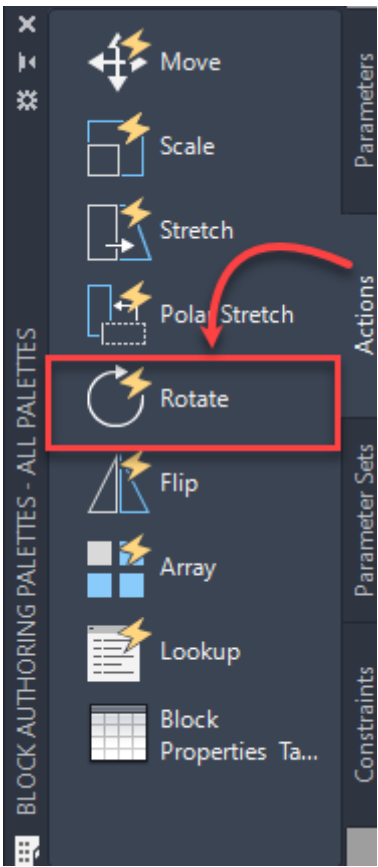 Move
Scale
Stretch
Polar Stretch
Rotate
Flip
Array
Lookup
Block
Properties Ta...
Parameters
Actions
Parameter Sets
Constraints
BLOCK AUTHORING PALETTES - ALL PALETTES